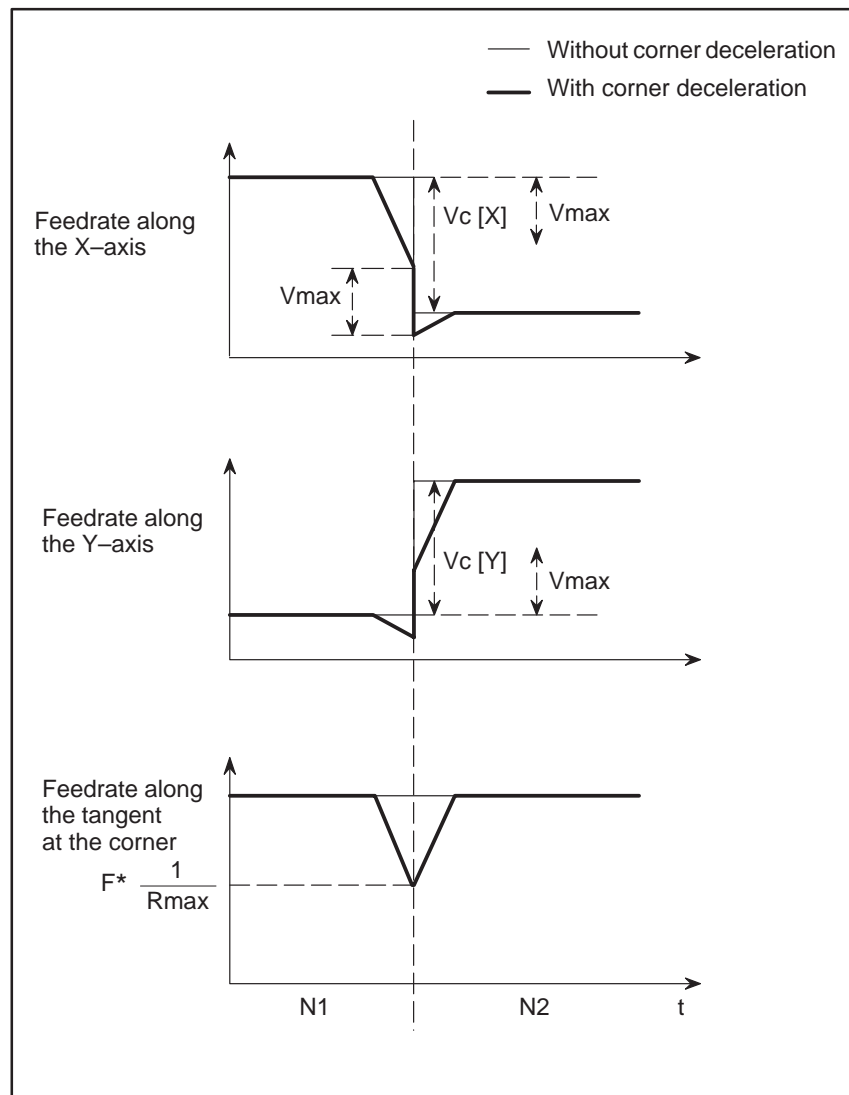 Without corner deceleration
With corner deceleration
Feedrate along
the X–axis
Vc [X]
Vmax
Vmax
Feedrate along
the Y–axis
Vc [Y]
Vmax
Feedrate along
the tangent
at the corner
F* 1
Rmax
N1
N2
t